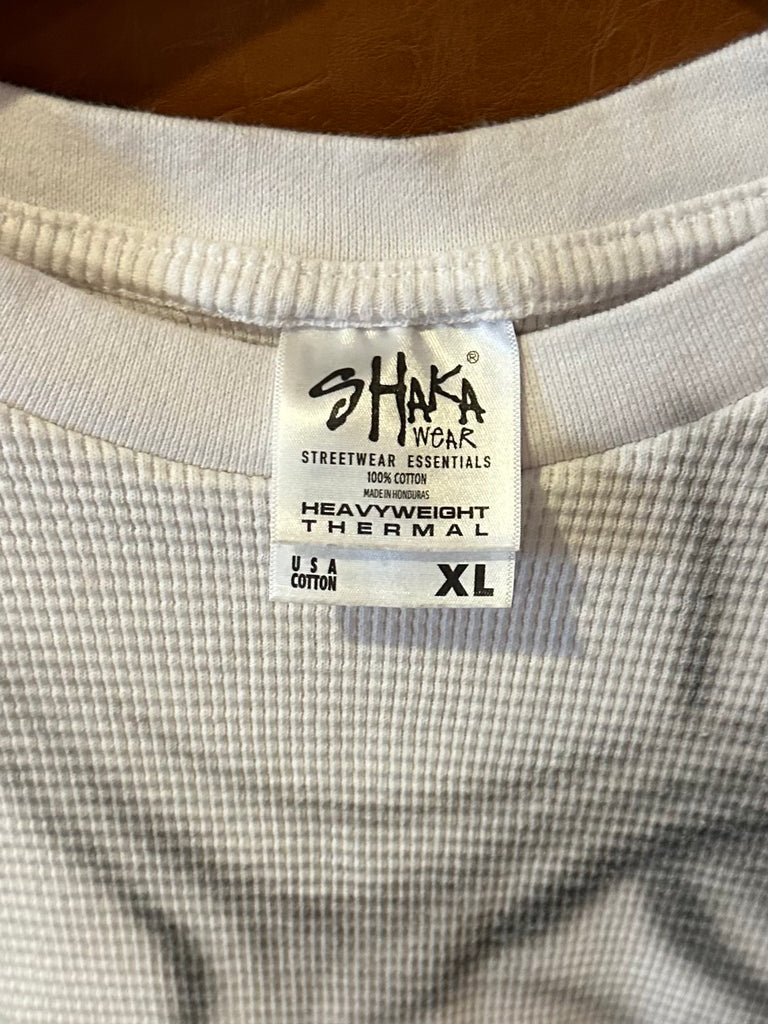 SHAKA ®
WEAR
STREETWEAR ESSENTIALS
100% COTTON
MADE IN HONDURAS
HEAVYWEIGHT
THERMAL
USA
COTTON
XL